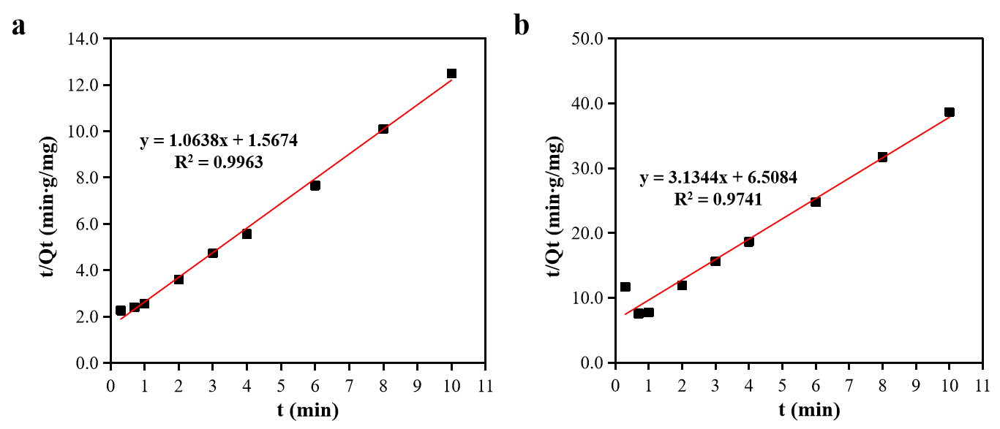 a
14.0
12.0
10.0
8.0
6.0
4.0
2.0
0.0
t/Qt (min·g/mg)
y = 1.0638x + 1.5674
R² = 0.9963
0 1 2 3 4 5 6 7 8 9 10 11
t (min)
b
50.0
40.0
30.0
20.0
10.0
0.0
t/Qt (min·g/mg)
y = 3.1344x + 6.5084
R² = 0.9741
0 1 2 3 4 5 6 7 8 9 10 11
t (min)